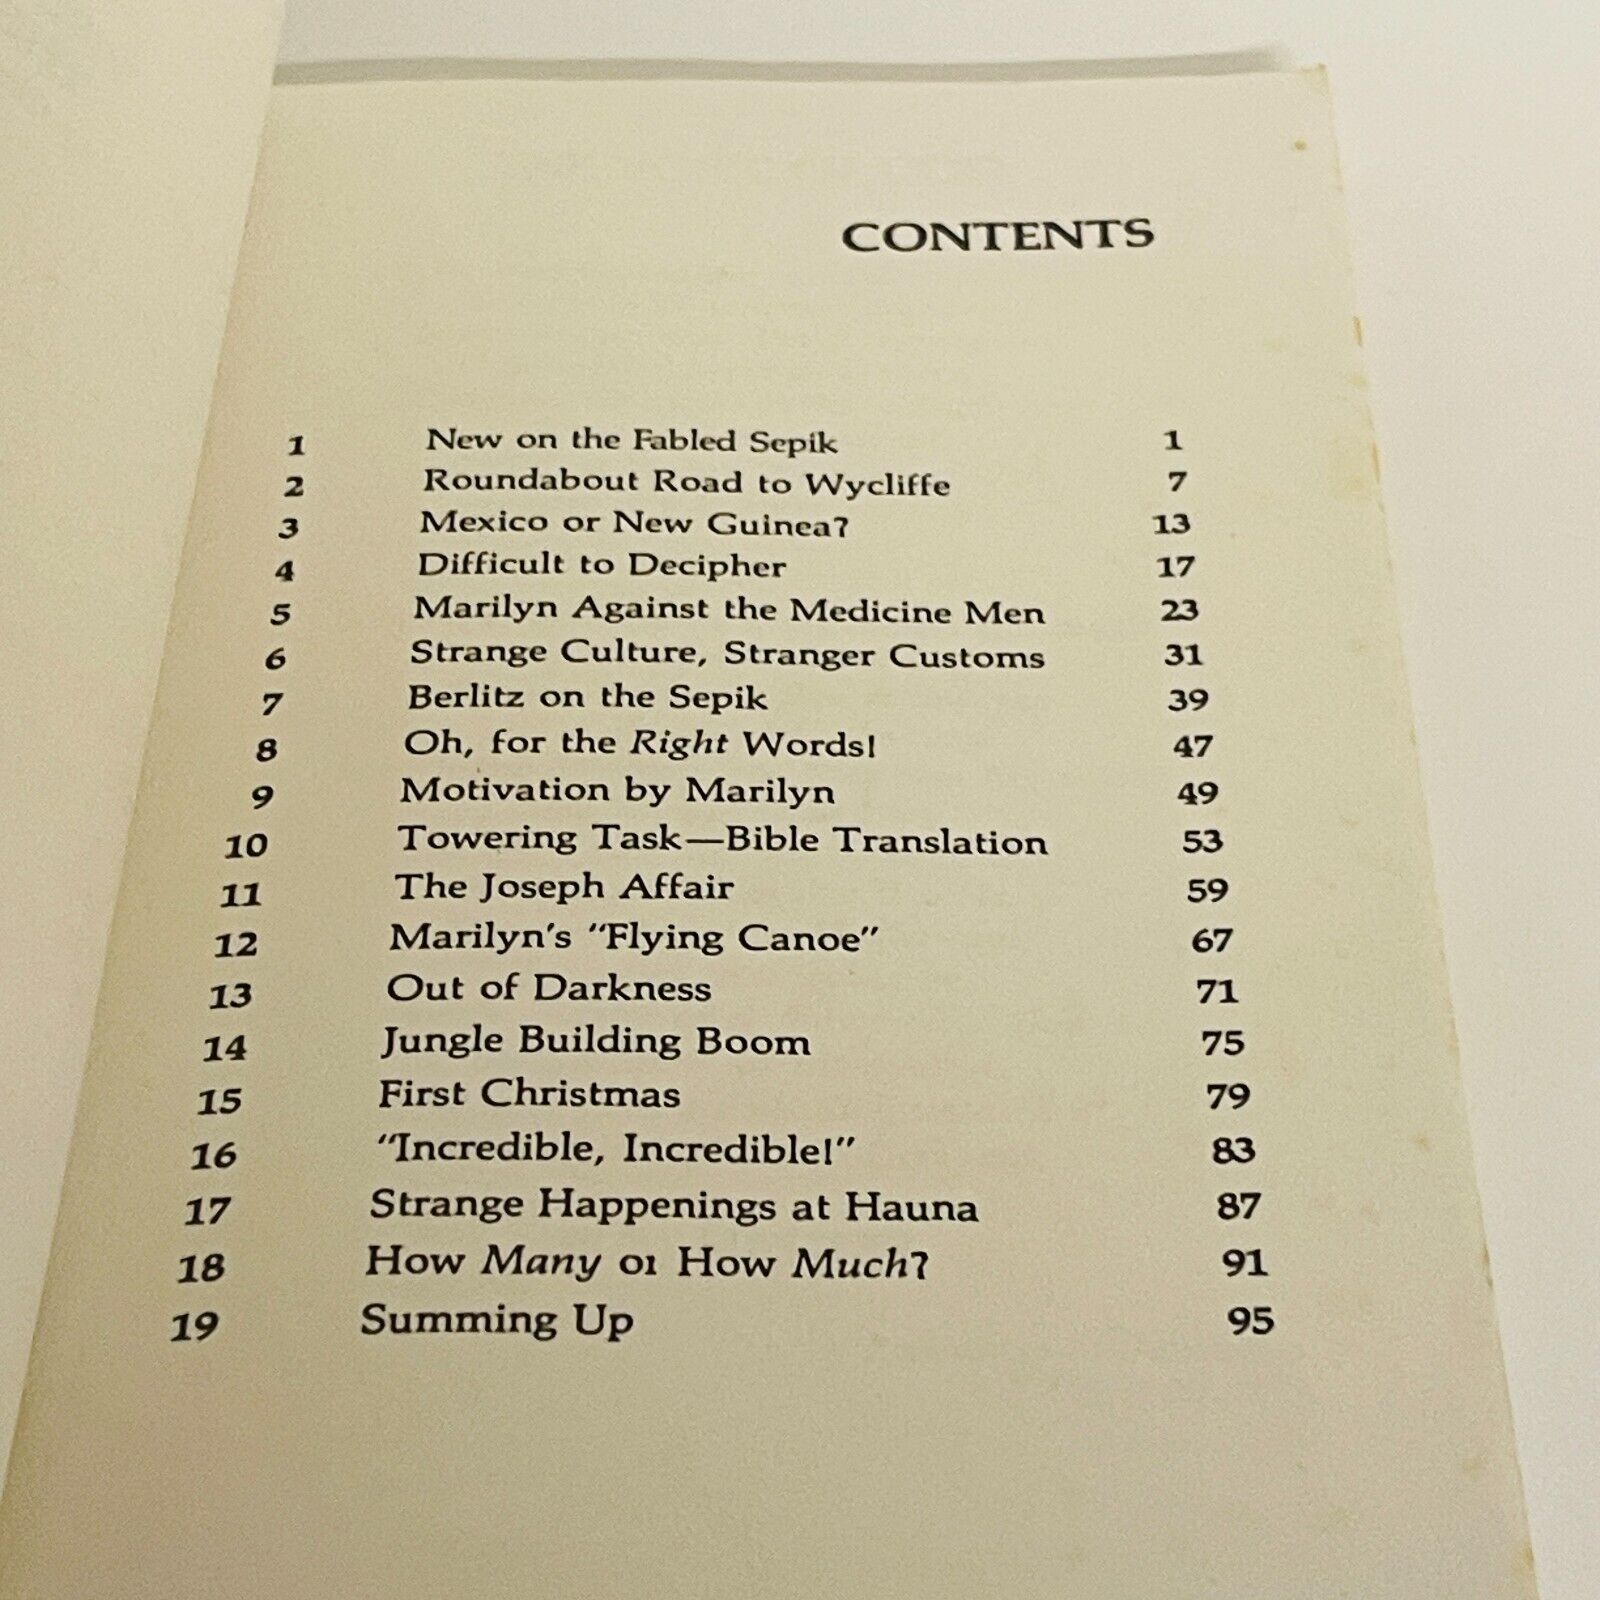 CONTENTS
1 New on the Fabled Sepik 1
2 Roundabout Road to Wycliffe 7
3 Mexico or New Guinea? 13
4 Difficult to Decipher 17
5 Marilyn Against the Medicine Men 23
6 Strange Culture, Stranger Customs 31
7 Berlitz on the Sepik 39
8 Oh, for the Right Words! 47
9 Motivation by Marilyn 49
10 Towering Task—Bible Translation 53
11 The Joseph Affair 59
12 Marilyn's "Flying Canoe" 67
13 Out of Darkness 71
14 Jungle Building Boom 75
15 First Christmas 79
16 "Incredible, Incredible!" 83
17 Strange Happenings at Hauna 87
18 How Many or How Much? 91
19 Summing Up 95